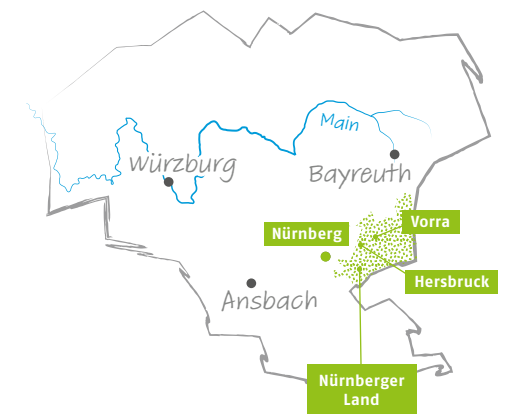 Main
Würzburg
Bayreuth
Vorra
Nürnberg
Hersbruck
Ansbach
Nürnberger
Land